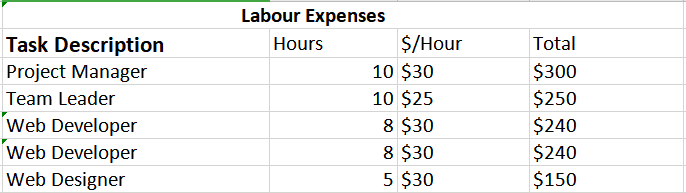 Labour Expenses
Task Description Hours $/Hour Total
Project Manager 10 $30 $300
Team Leader 10 $25 $250
Web Developer 8 $30 $240
Web Developer 8 $30 $240
Web Designer 5 $30 $150